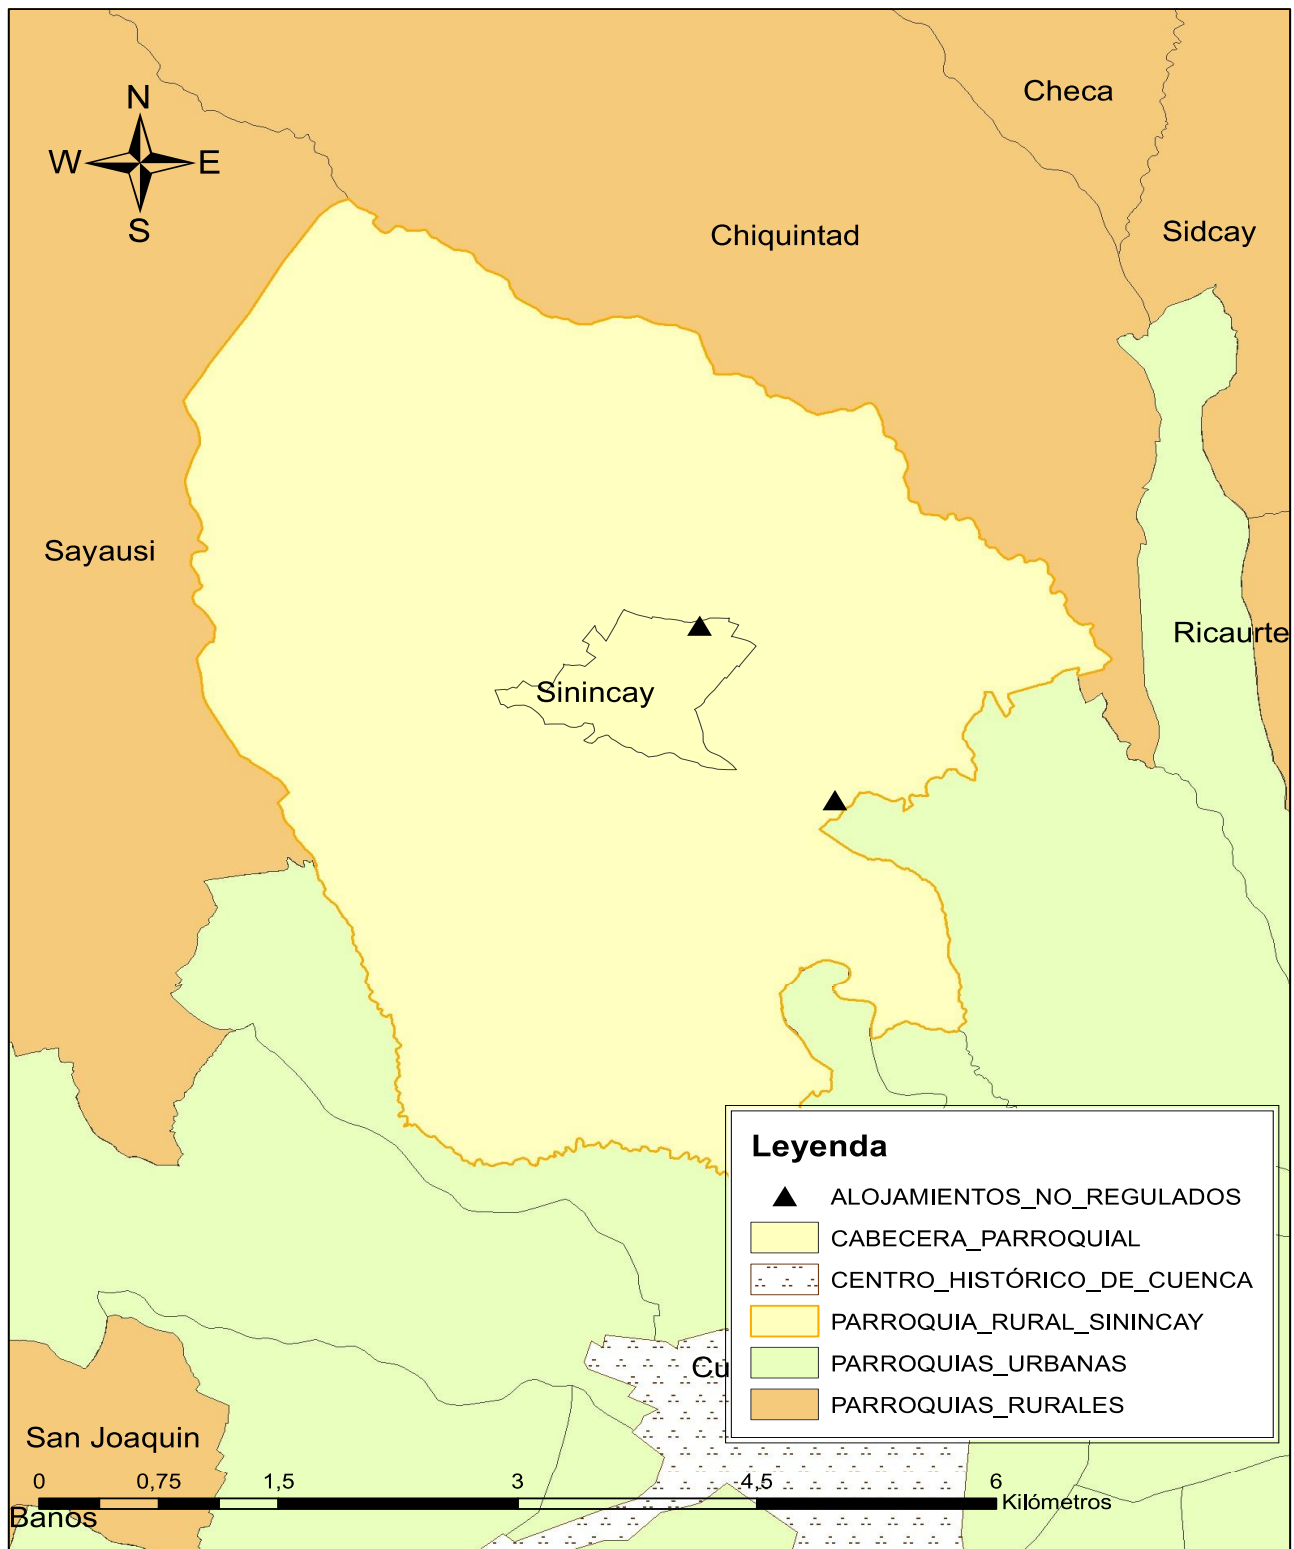 Checa
N
W E
S
Chiquintad
Sidcay
Sayausi
Ricaurte
Sinincay
Leyenda
ALOJAMIENTOS_NO_REGULADOS
CABECERA_PARROQUIAL
CENTRO_HISTÓRICO_DE_CUENCA
PARROQUIA_RURAL_SININCAY
PARROQUIAS_URBANAS
PARROQUIAS_RURALES
Cu
San Joaquin
0 0,75 1,5 3 4,5 6
Kilómetros
Banos